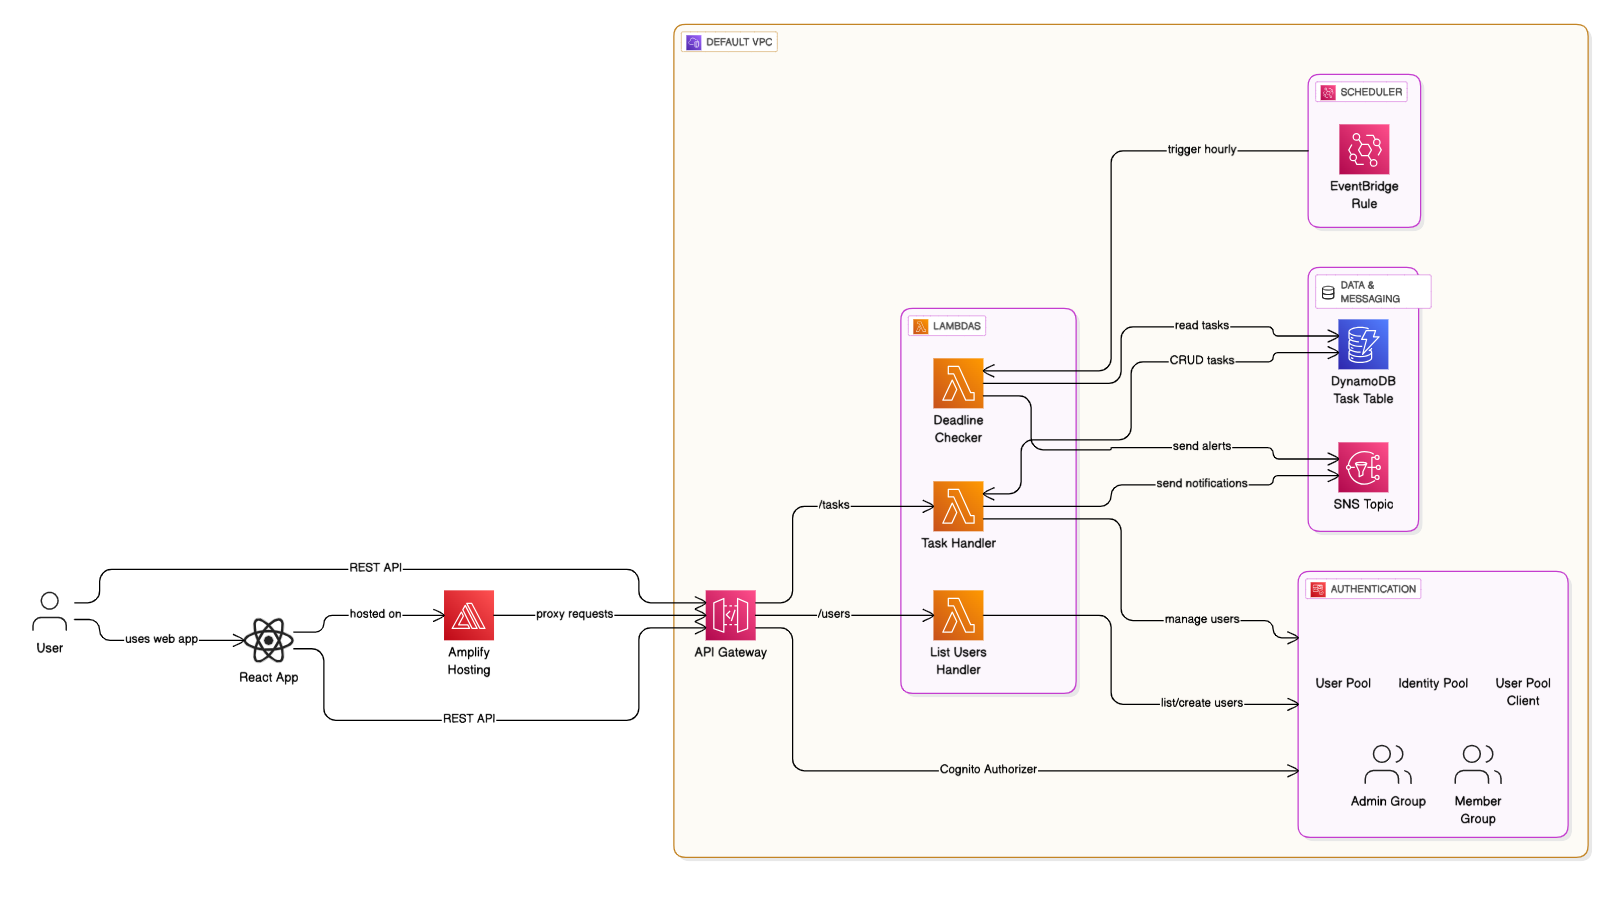 DEFAULT VPC
SCHEDULER
EventBridge
Rule
trigger hourly
DATA &
MESSAGING
DynamoDB
Task Table
SNS Topic
read tasks
CRUD tasks
send alerts
send notifications
LAMBDAS
Deadline
Checker
Task Handler
List Users
Handler
/tasks
/users
REST API
User
uses web app
React App
hosted on
Amplify
Hosting
proxy requests
API Gateway
REST API
manage users
list/create users
Cognito Authorizer
AUTHENTICATION
User Pool
Identity Pool
User Pool
Client
Admin Group
Member
Group